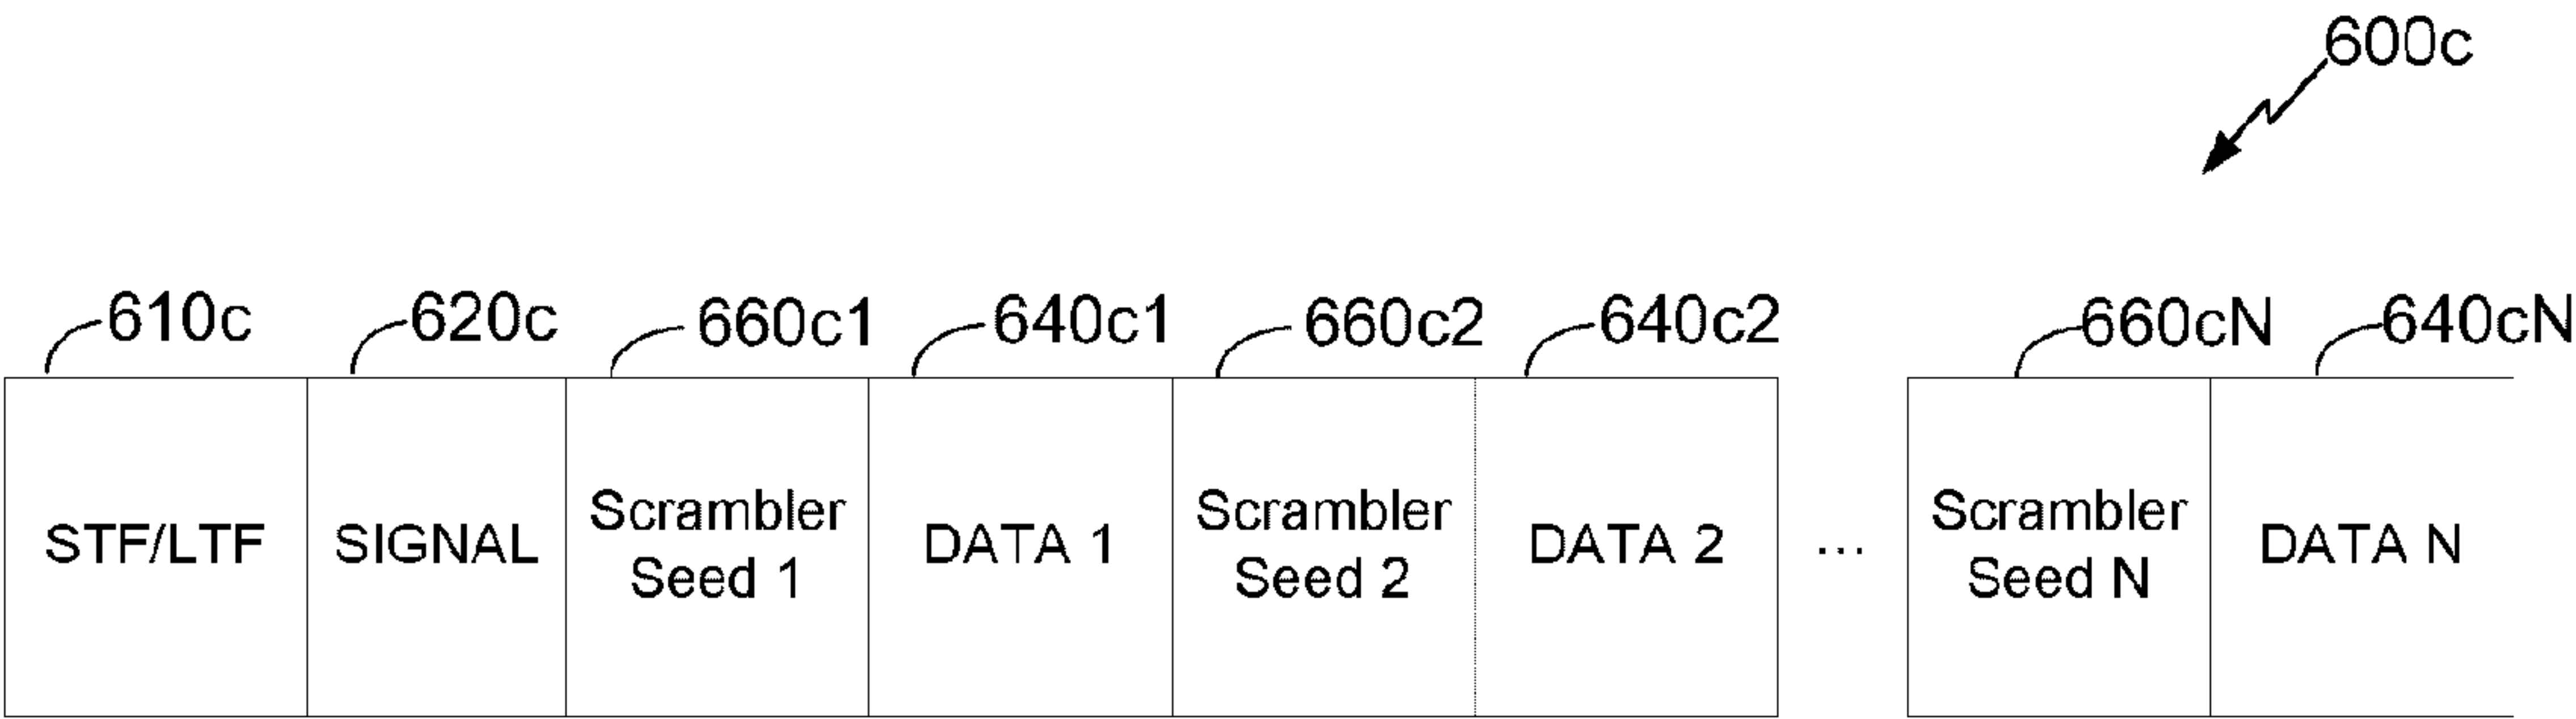 600c
610c 620c 660c1 640c1 660c2 640c2 660cN 640cN
STF/LTF SIGNAL Scrambler Seed 1 DATA 1 Scrambler Seed 2 DATA 2 ... Scrambler Seed N DATA N